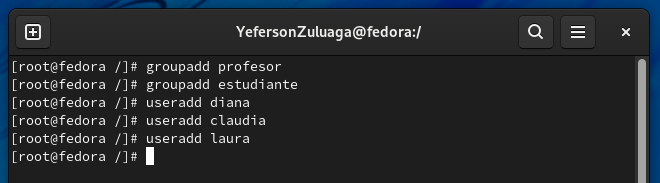 YefersonZuluaga@fedora:/
[root@fedora /]# groupadd profesor
[root@fedora /]# groupadd estudiante
[root@fedora /]# useradd diana
[root@fedora /]# useradd claudia
[root@fedora /]# useradd laura
[root@fedora /]#